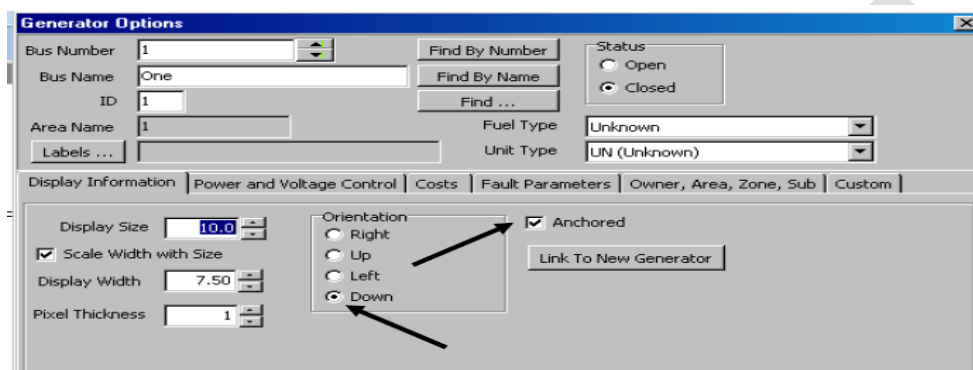 Generator Options
Bus Number 1 Find By Number Status
Open
Bus Name One Find By Name
Closed
ID 1 Find ...
Area Name 1 Fuel Type Unknown
Labels ... Unit Type UN (Unknown)
Display Information Power and Voltage Control Costs Fault Parameters Owner, Area, Zone, Sub Custom
Display Size 10.0 Orientation Anchored
Right
Scale Width with Size Up Link To New Generator
Display Width 7.50 Left
Down
Pixel Thickness 1